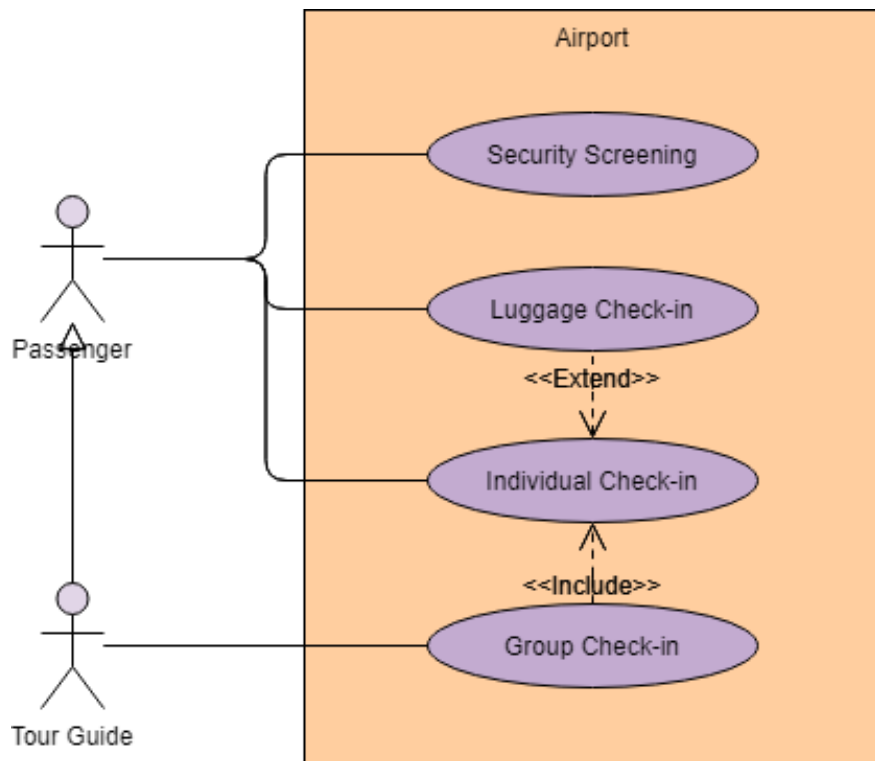 Airport
Security Screening
Passenger
Luggage Check-in
<<Extend>>
Individual Check-in
<<Include>>
Group Check-in
Tour Guide